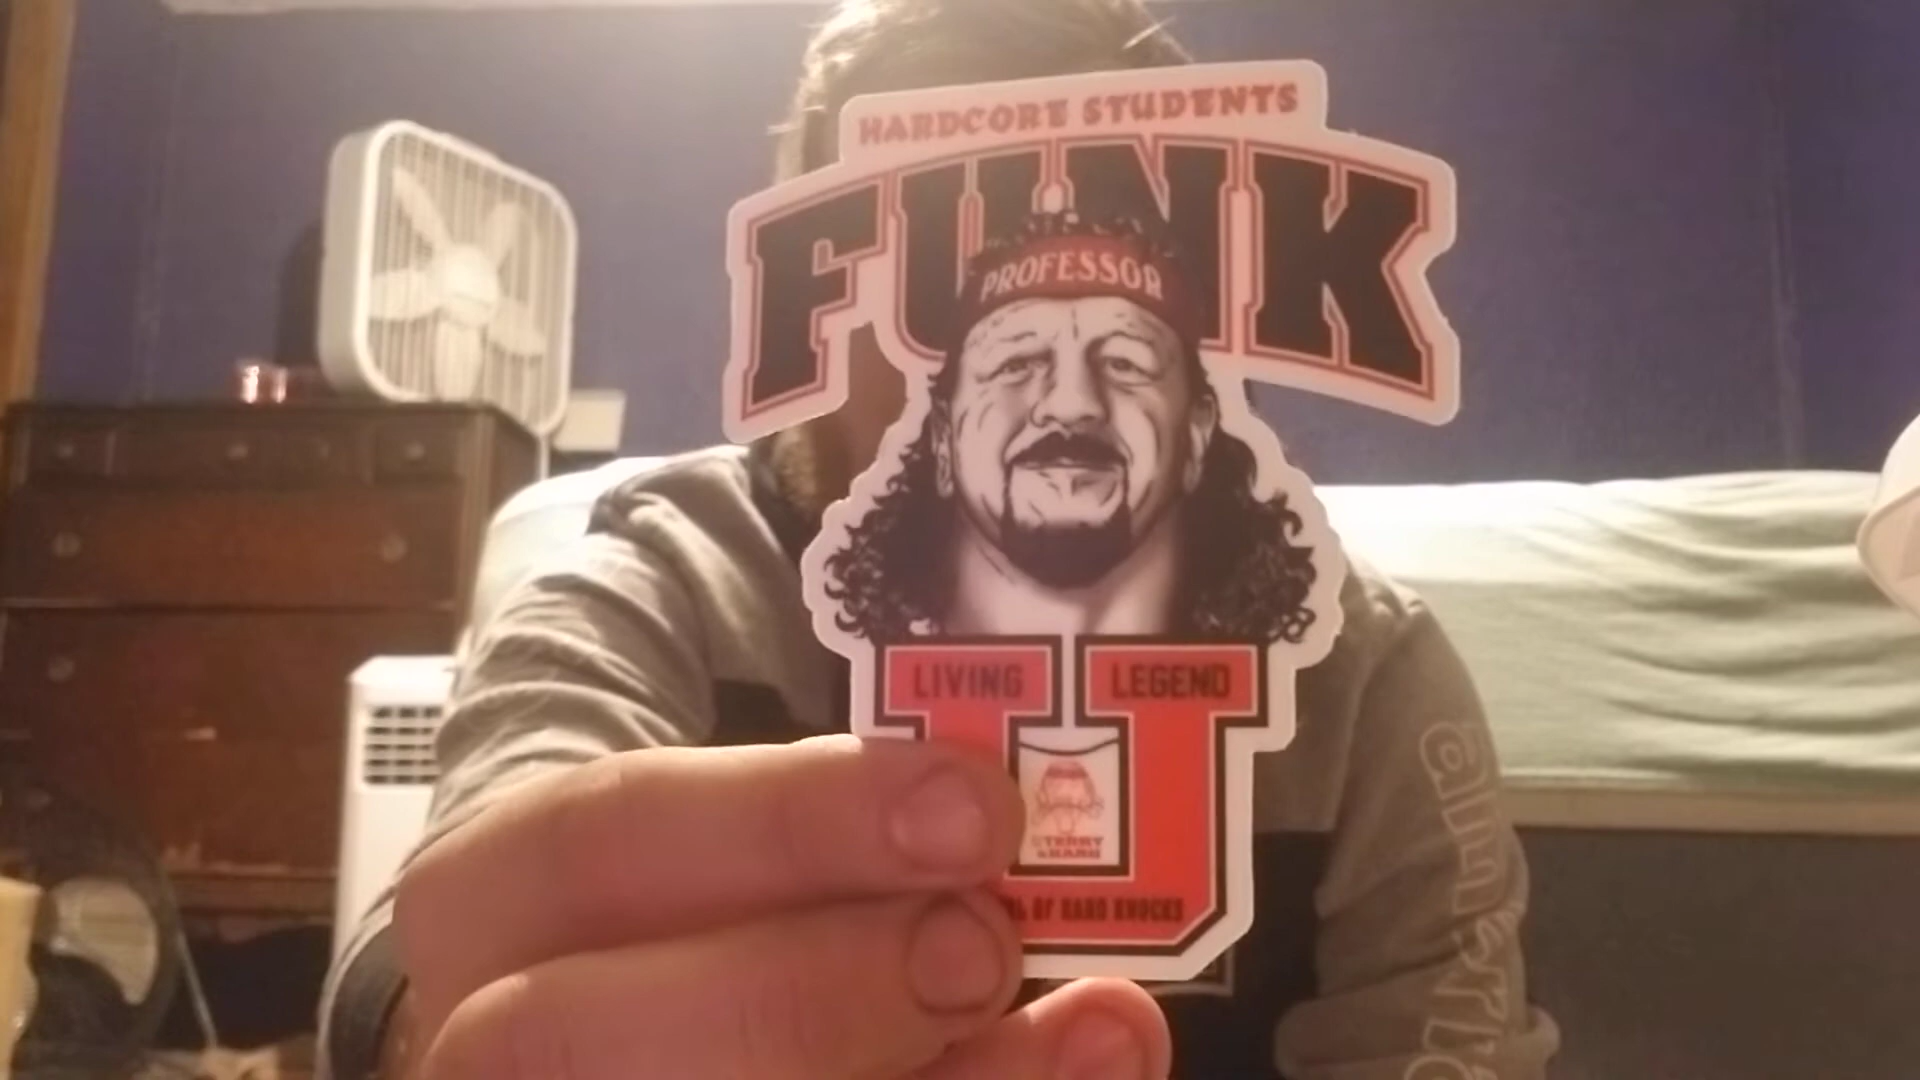 HARDCORE STUDENTS
FUNK
PROFESSOR
LIVING LEGEND
U
TERRY
OF HARD KNOCKS